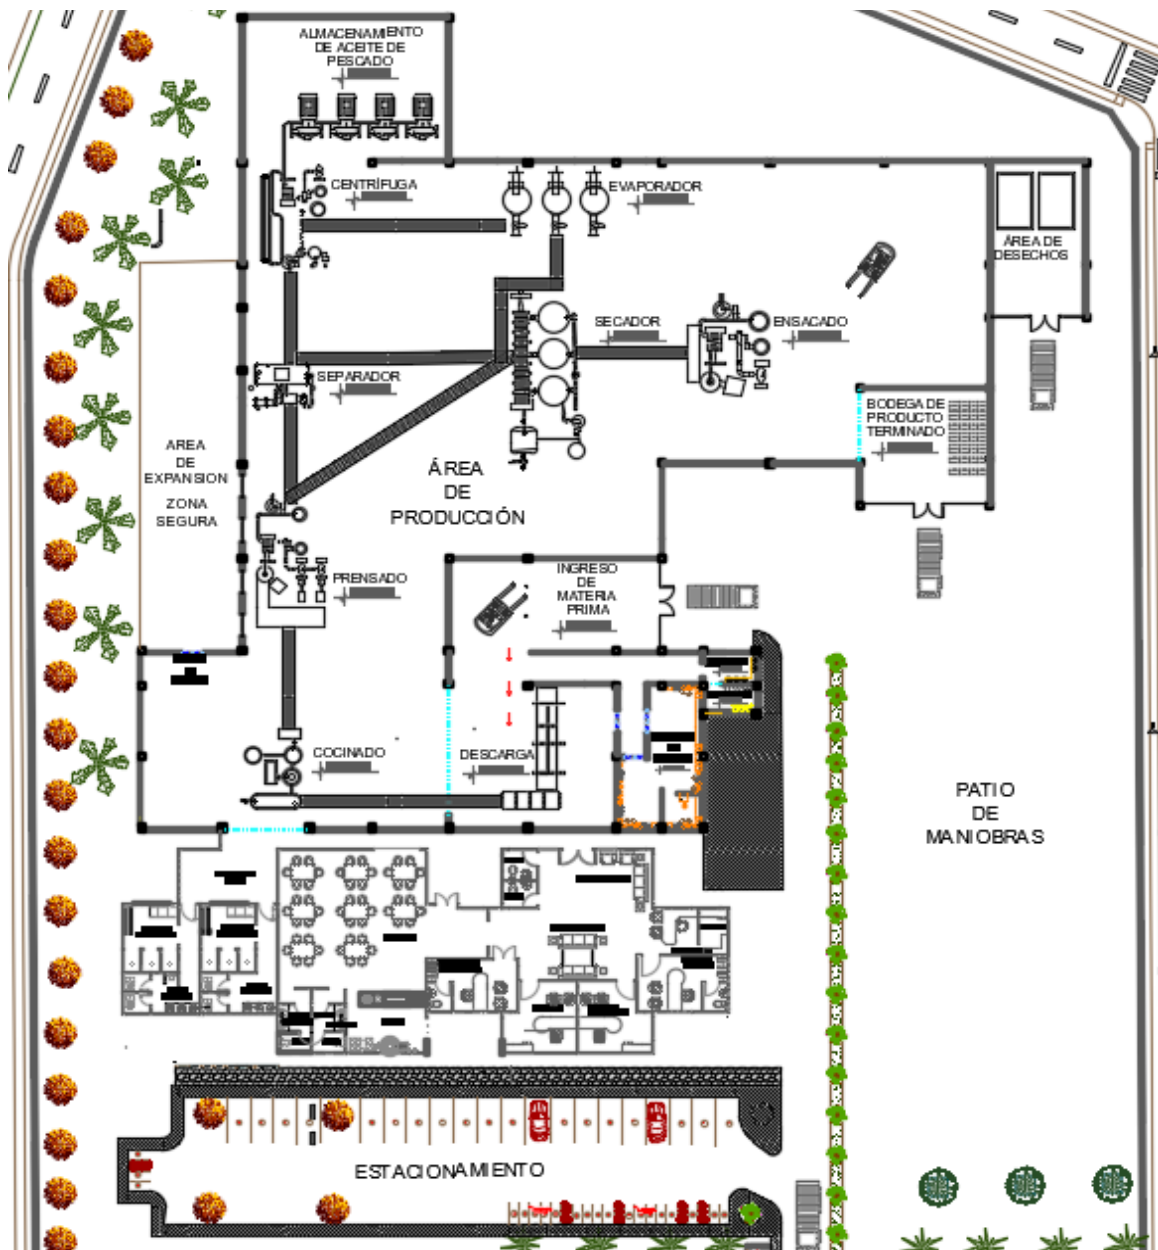 ALMACENAMIENTO
DE ACEITE DE
PESCADO
CENTRÍFUGA
EVAPORADOR
ÁREA DE
DESECHOS
SECADOR
ENSACADO
SEPARADOR
BODEGA DE
PRODUCTO
TERMINADO
AREA
DE
EXPANSION
ZONA
SEGURA
ÁREA
DE
PRODUCCIÓN
PRENSADO
INGRESO
DE
MATERIA
PRIMA
COCINADO
DESCARGA
PATIO
DE
MANIOBRAS
ESTACIONAMIENTO